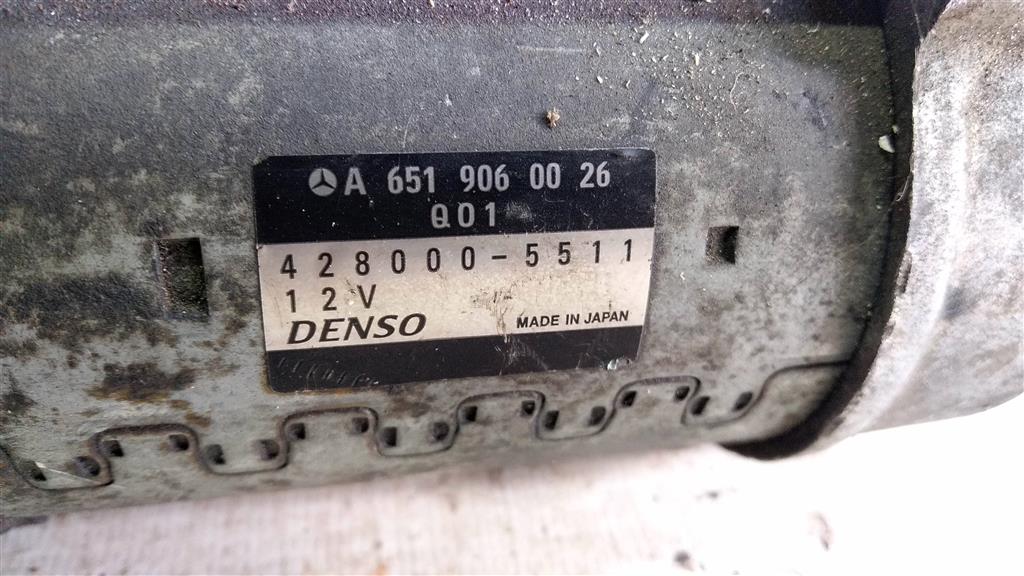 A 651 906 00 26
Q01
428000-5511
12V
DENSO MADE IN JAPAN